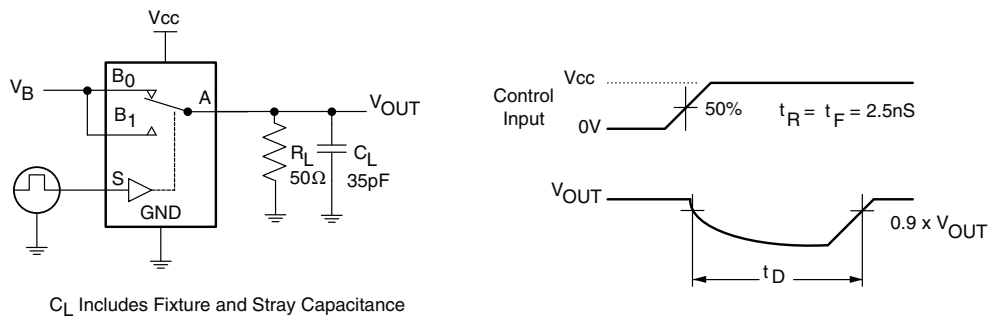 Vcc
B0
VB
A
VOUT
B1
RL
50Ω
CL
35pF
S
GND
CL Includes Fixture and Stray Capacitance
Vcc
Control
Input
50%
tR = tF = 2.5nS
0V
VOUT
0.9 x VOUT
tD